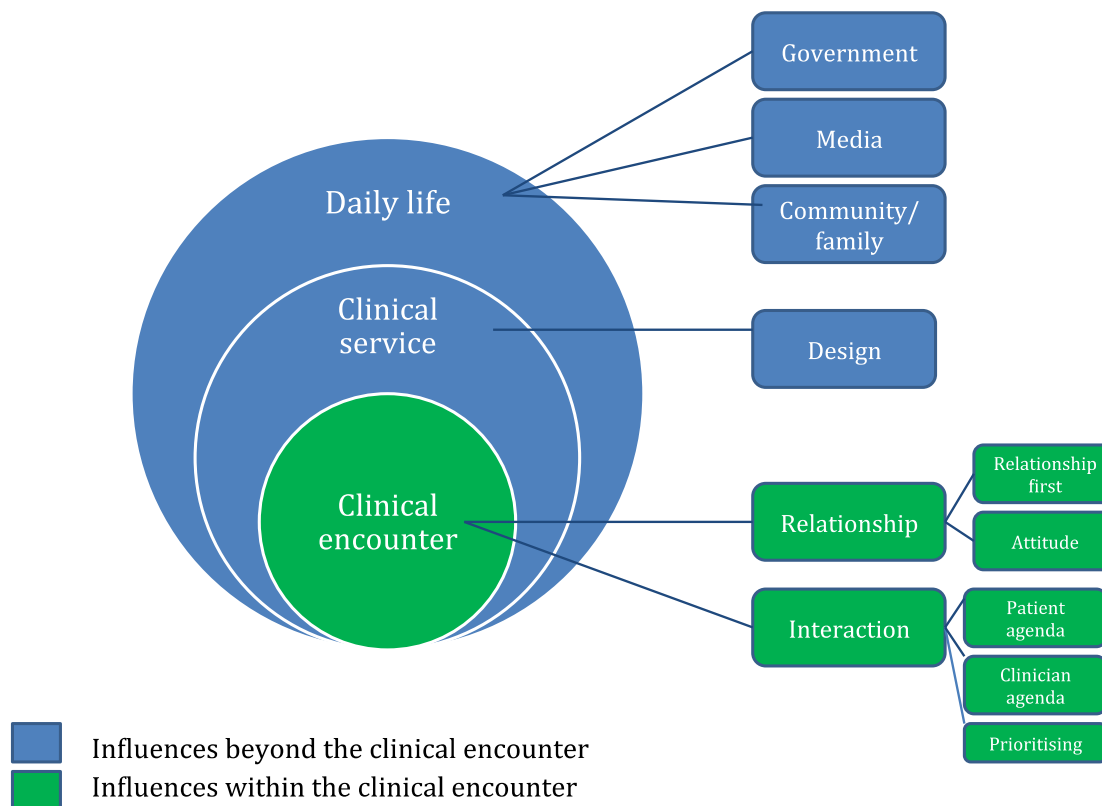 Government
Media
Daily life
Community/
family
Clinical
service
Design
Relationship
first
Clinical
encounter
Relationship
Attitude
Interaction
Patient
agenda
Clinician
agenda
Prioritising
Influences beyond the clinical encounter
Influences within the clinical encounter